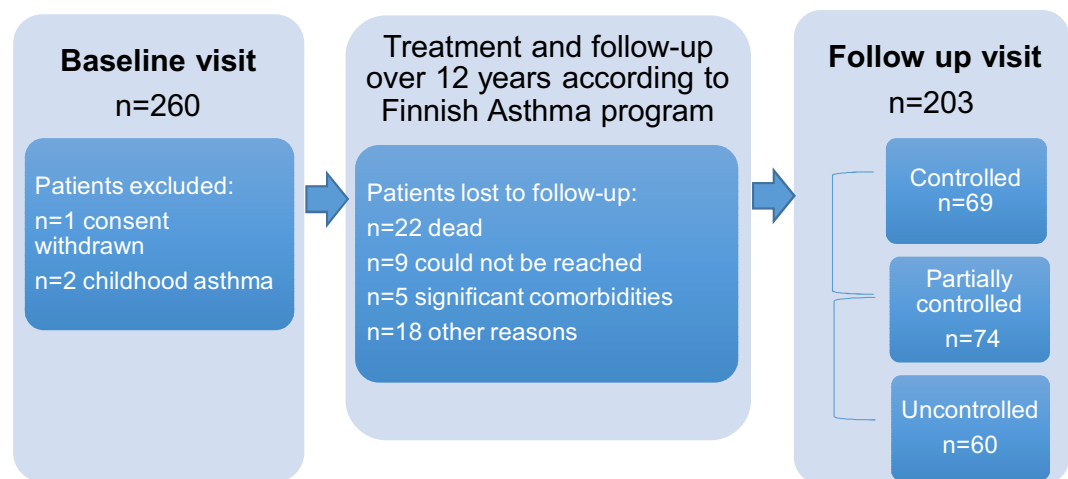 Baseline visit
n=260
Patients excluded:
n=1 consent
withdrawn
n=2 childhood asthma
Treatment and follow-up
over 12 years according to
Finnish Asthma program
Patients lost to follow-up:
n=22 dead
n=9 could not be reached
n=5 significant comorbidities
n=18 other reasons
Follow up visit
n=203
Controlled
n=69
Partially
controlled
n=74
Uncontrolled
n=60